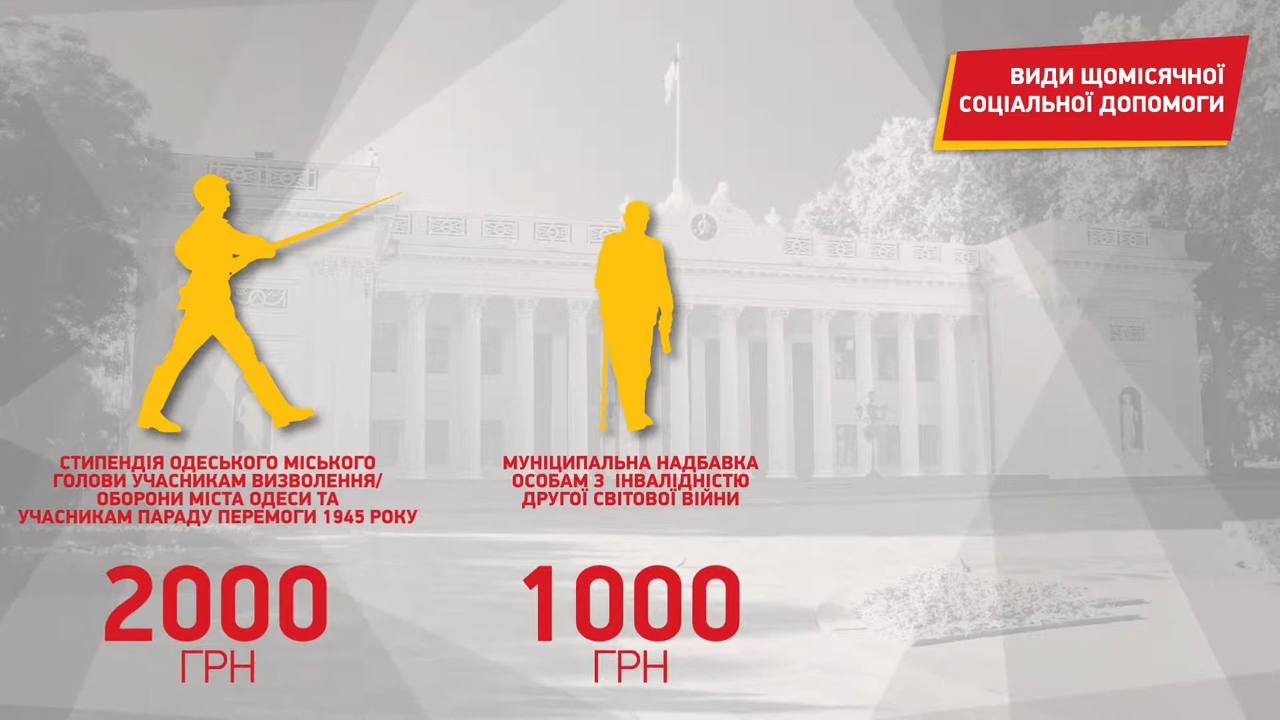 ВИДИ ЩОМІСЯЧНОЇ
СОЦІАЛЬНОЇ ДОПОМОГИ
СТИПЕНДІЯ ОДЕСЬКОГО МІСЬКОГО
ГОЛОВИ УЧАСНИКАМ ВИЗВОЛЕННЯ/
ОБОРОНИ МІСТА ОДЕСИ ТА
УЧАСНИКАМ ПАРАДУ ПЕРЕМОГИ 1945 РОКУ
2000
ГРН
МУНІЦИПАЛЬНА НАДБАВКА
ОСОБАМ З ІНВАЛІДНІСТЮ
ДРУГОЇ СВІТОВОЇ ВІЙНИ
1000
ГРН